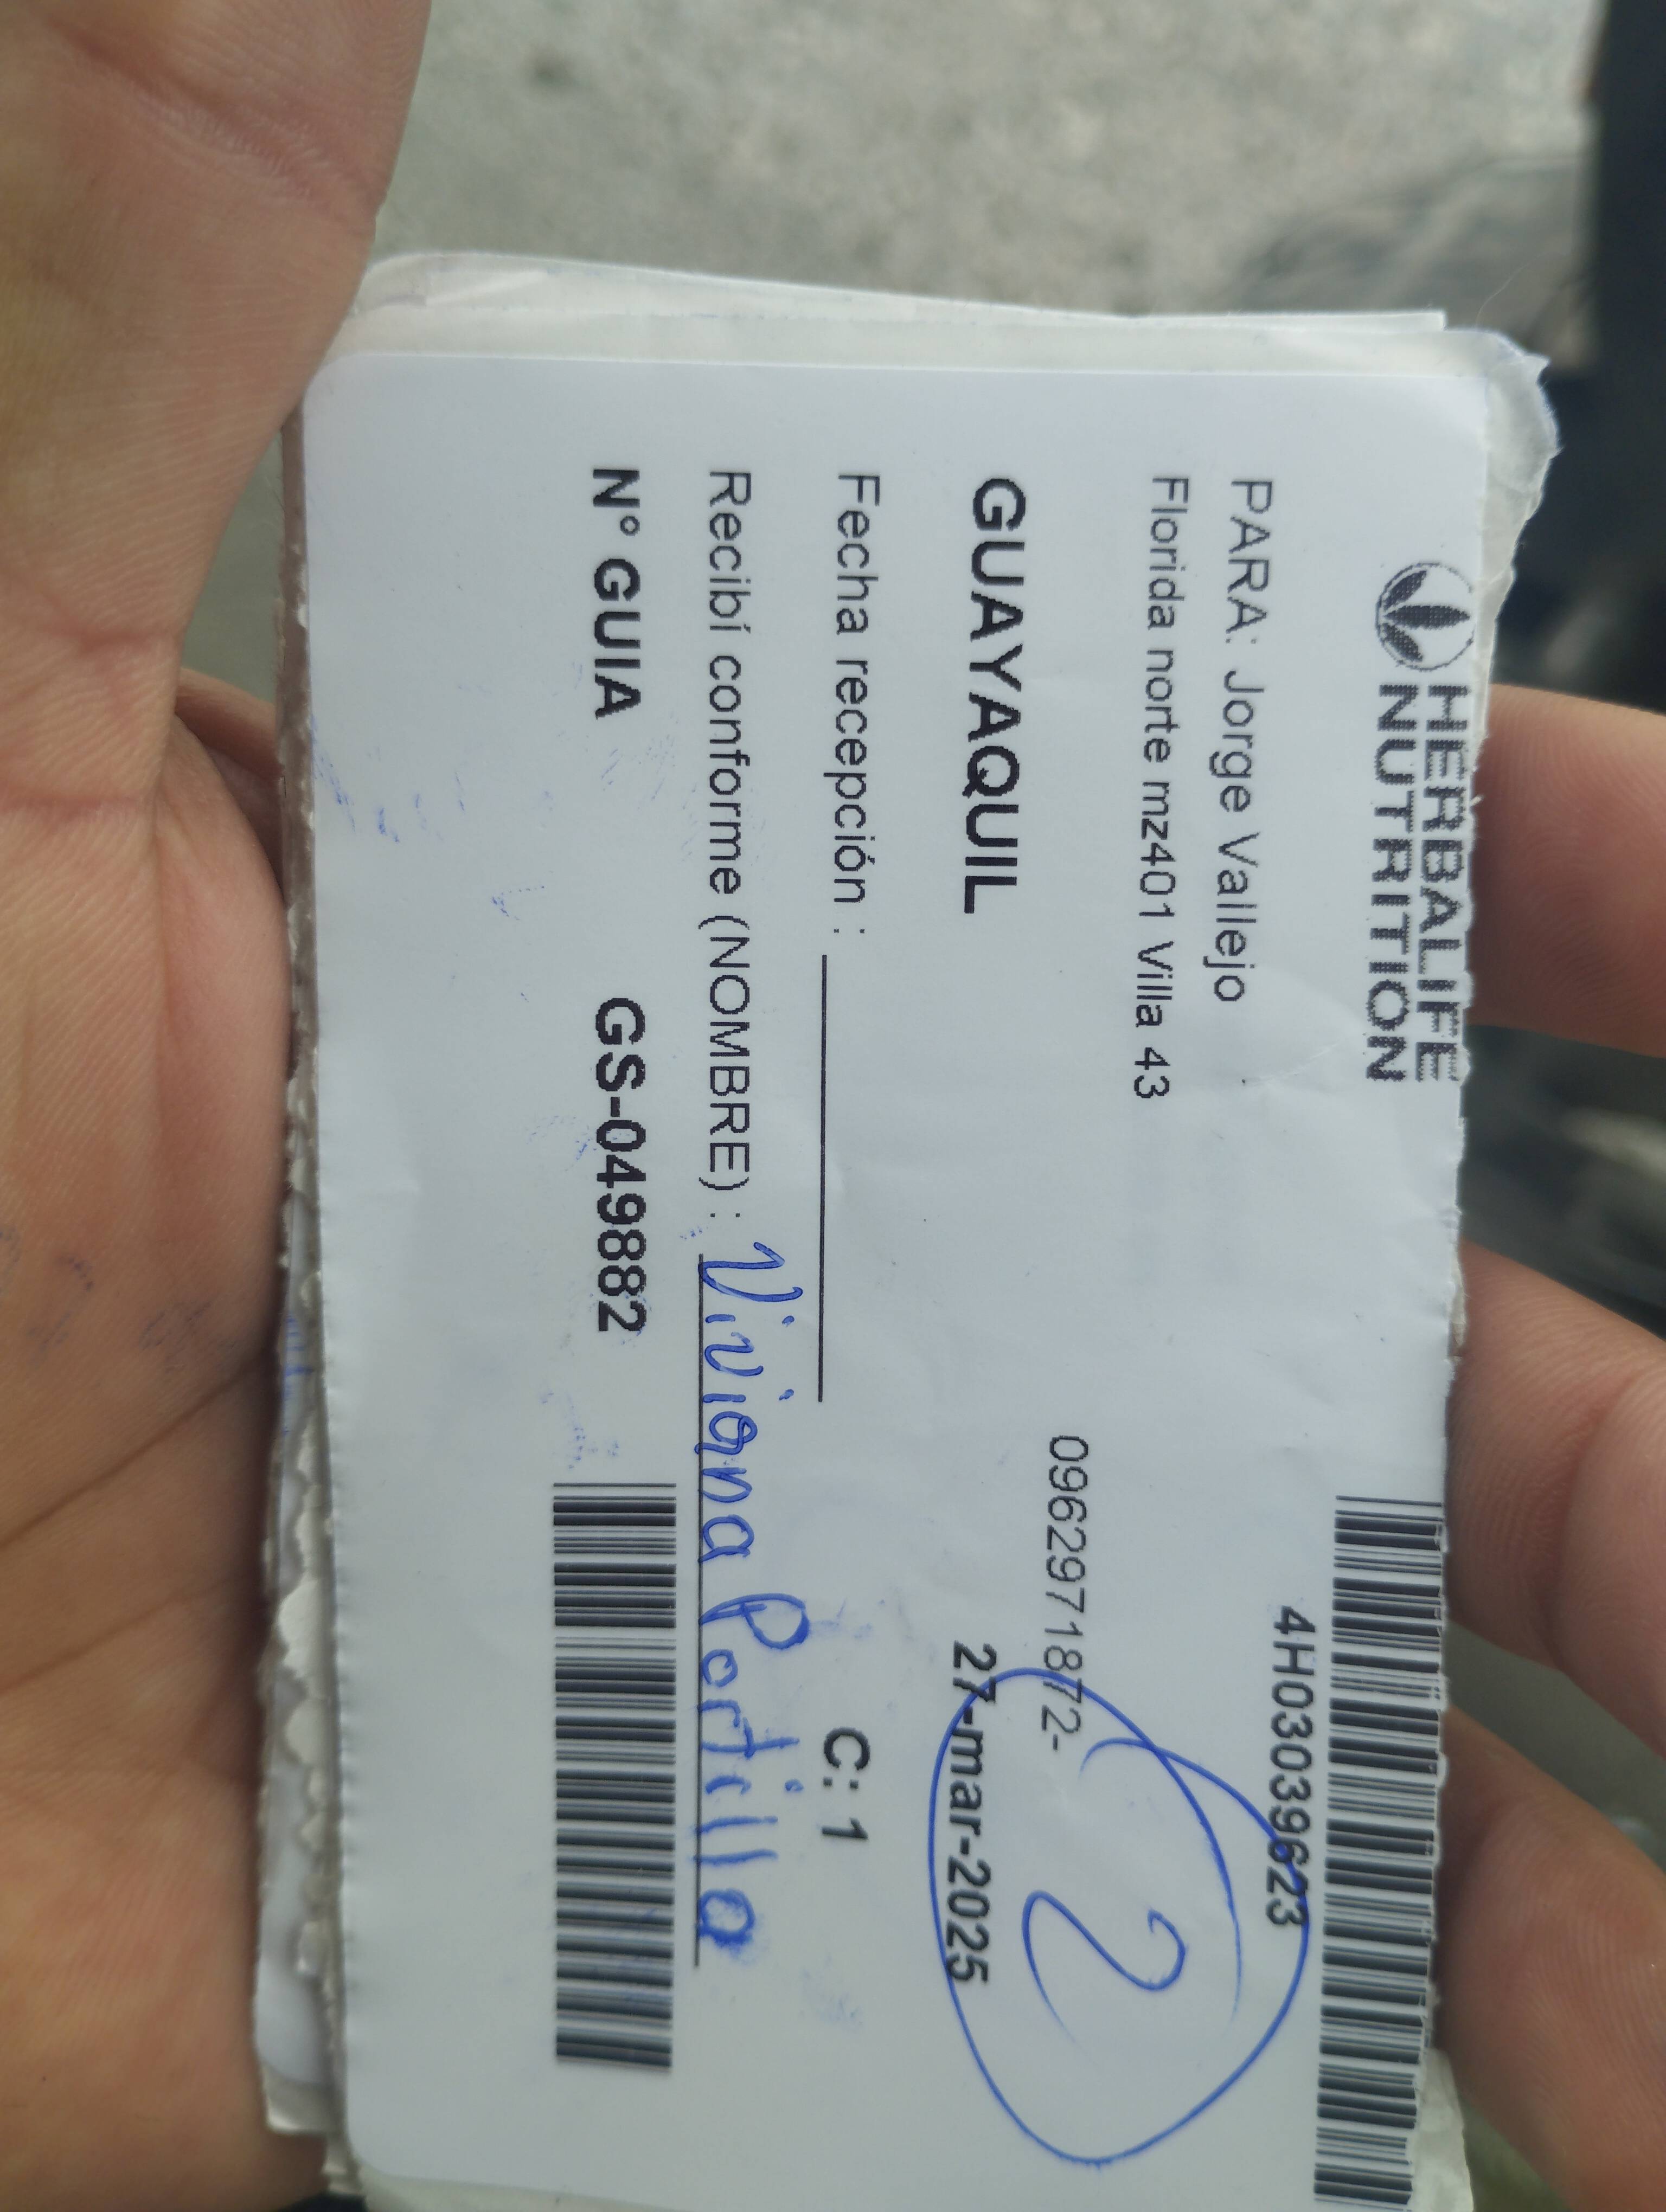 HERBALIFE
NUTRITION
4H03039623
PARA: Jorge Vallejo
Florida norte mz401 Villa 43
0962971872-
2
GUAYAQUIL
27-mar-2025
Fecha recepción :
C: 1
Recibí conforme (NOMBRE) : Viviana Portilla
N° GUIA GS-049882